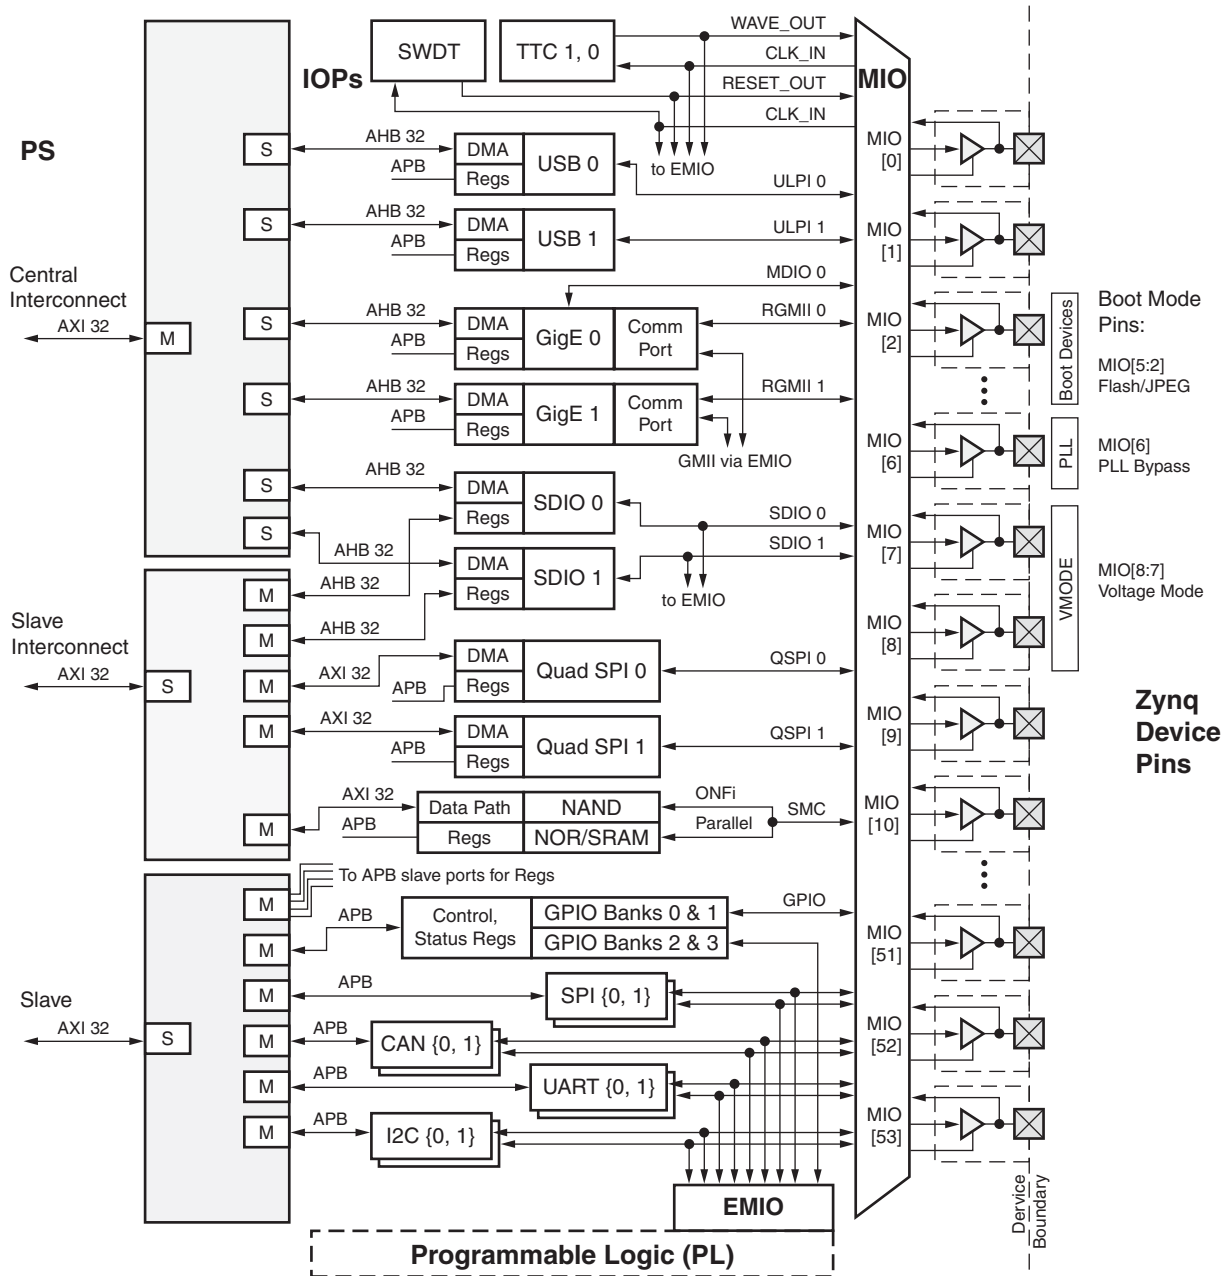 WAVE_OUT
SWDT
TTC 1, 0
CLK_IN
IOPs
MIO
RESET_OUT
CLK_IN
PS
S
AHB 32
DMA
USB 0
APB
Regs
to EMIO
ULPI 0
MIO
[0]
S
AHB 32
DMA
USB 1
APB
Regs
ULPI 1
MIO
[1]
Central
Interconnect
AXI 32
M
MDIO 0
S
AHB 32
DMA
GigE 0
Comm
Port
APB
Regs
RGMII 0
MIO
[2]
Boot Devices
Boot Mode
Pins:
MIO[5:2]
Flash/JPEG
S
AHB 32
DMA
GigE 1
Comm
Port
APB
Regs
RGMII 1
GMII via EMIO
MIO
[6]
PLL
MIO[6]
PLL Bypass
S
AHB 32
DMA
SDIO 0
Regs
SDIO 0
S
AHB 32
DMA
SDIO 1
Regs
SDIO 1
to EMIO
MIO
[7]
VMODE
MIO[8:7]
Voltage Mode
M
AHB 32
Slave
Interconnect
AXI 32
S
M
AHB 32
MIO
[8]
M
AXI 32
DMA
Quad SPI 0
APB
Regs
QSPI 0
M
AXI 32
DMA
Quad SPI 1
APB
Regs
QSPI 1
MIO
[9]
Zynq
Device
Pins
M
AXI 32
Data Path
NAND
ONFi
APB
Regs
NOR/SRAM
Parallel
SMC
MIO
[10]
M
To APB slave ports for Regs
M
APB
Control,
Status Regs
GPIO Banks 0 & 1
GPIO Banks 2 & 3
GPIO
MIO
[51]
Slave
AXI 32
S
M
APB
SPI {0, 1}
M
APB
CAN {0, 1}
MIO
[52]
M
APB
UART {0, 1}
M
APB
I2C {0, 1}
MIO
[53]
EMIO
Programmable Logic (PL)
Dervice
Boundary